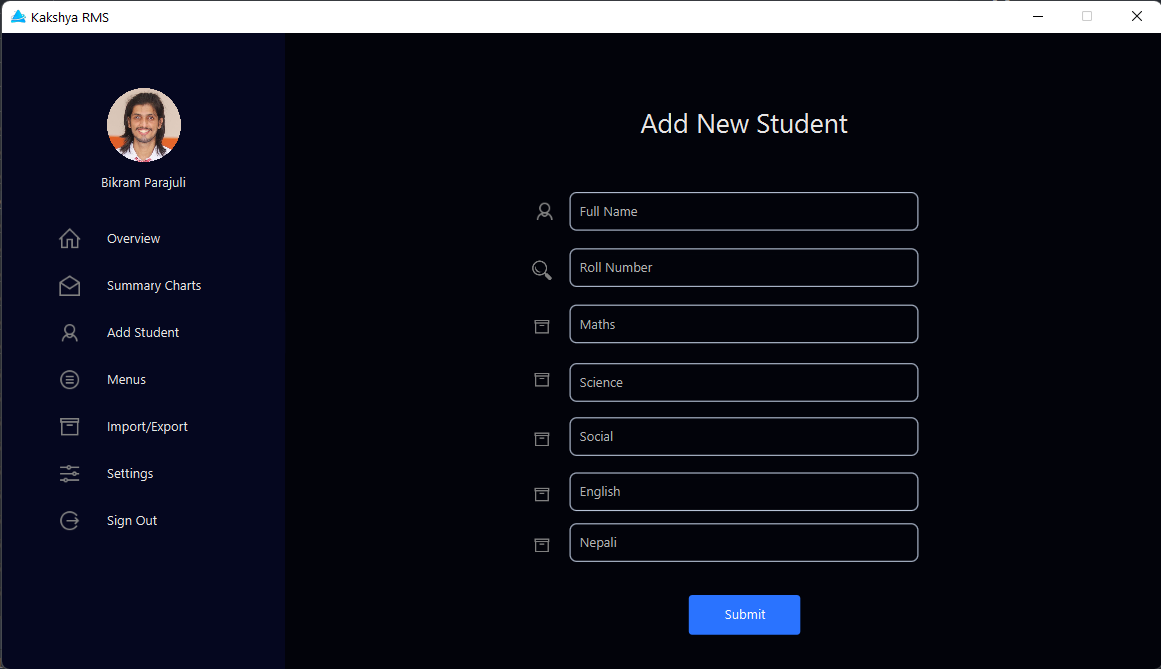 Kakshya RMS
Bikram Parajuli
Overview
Summary Charts
Add Student
Menus
Import/Export
Settings
Sign Out
Add New Student
Full Name
Roll Number
Maths
Science
Social
English
Nepali
Submit